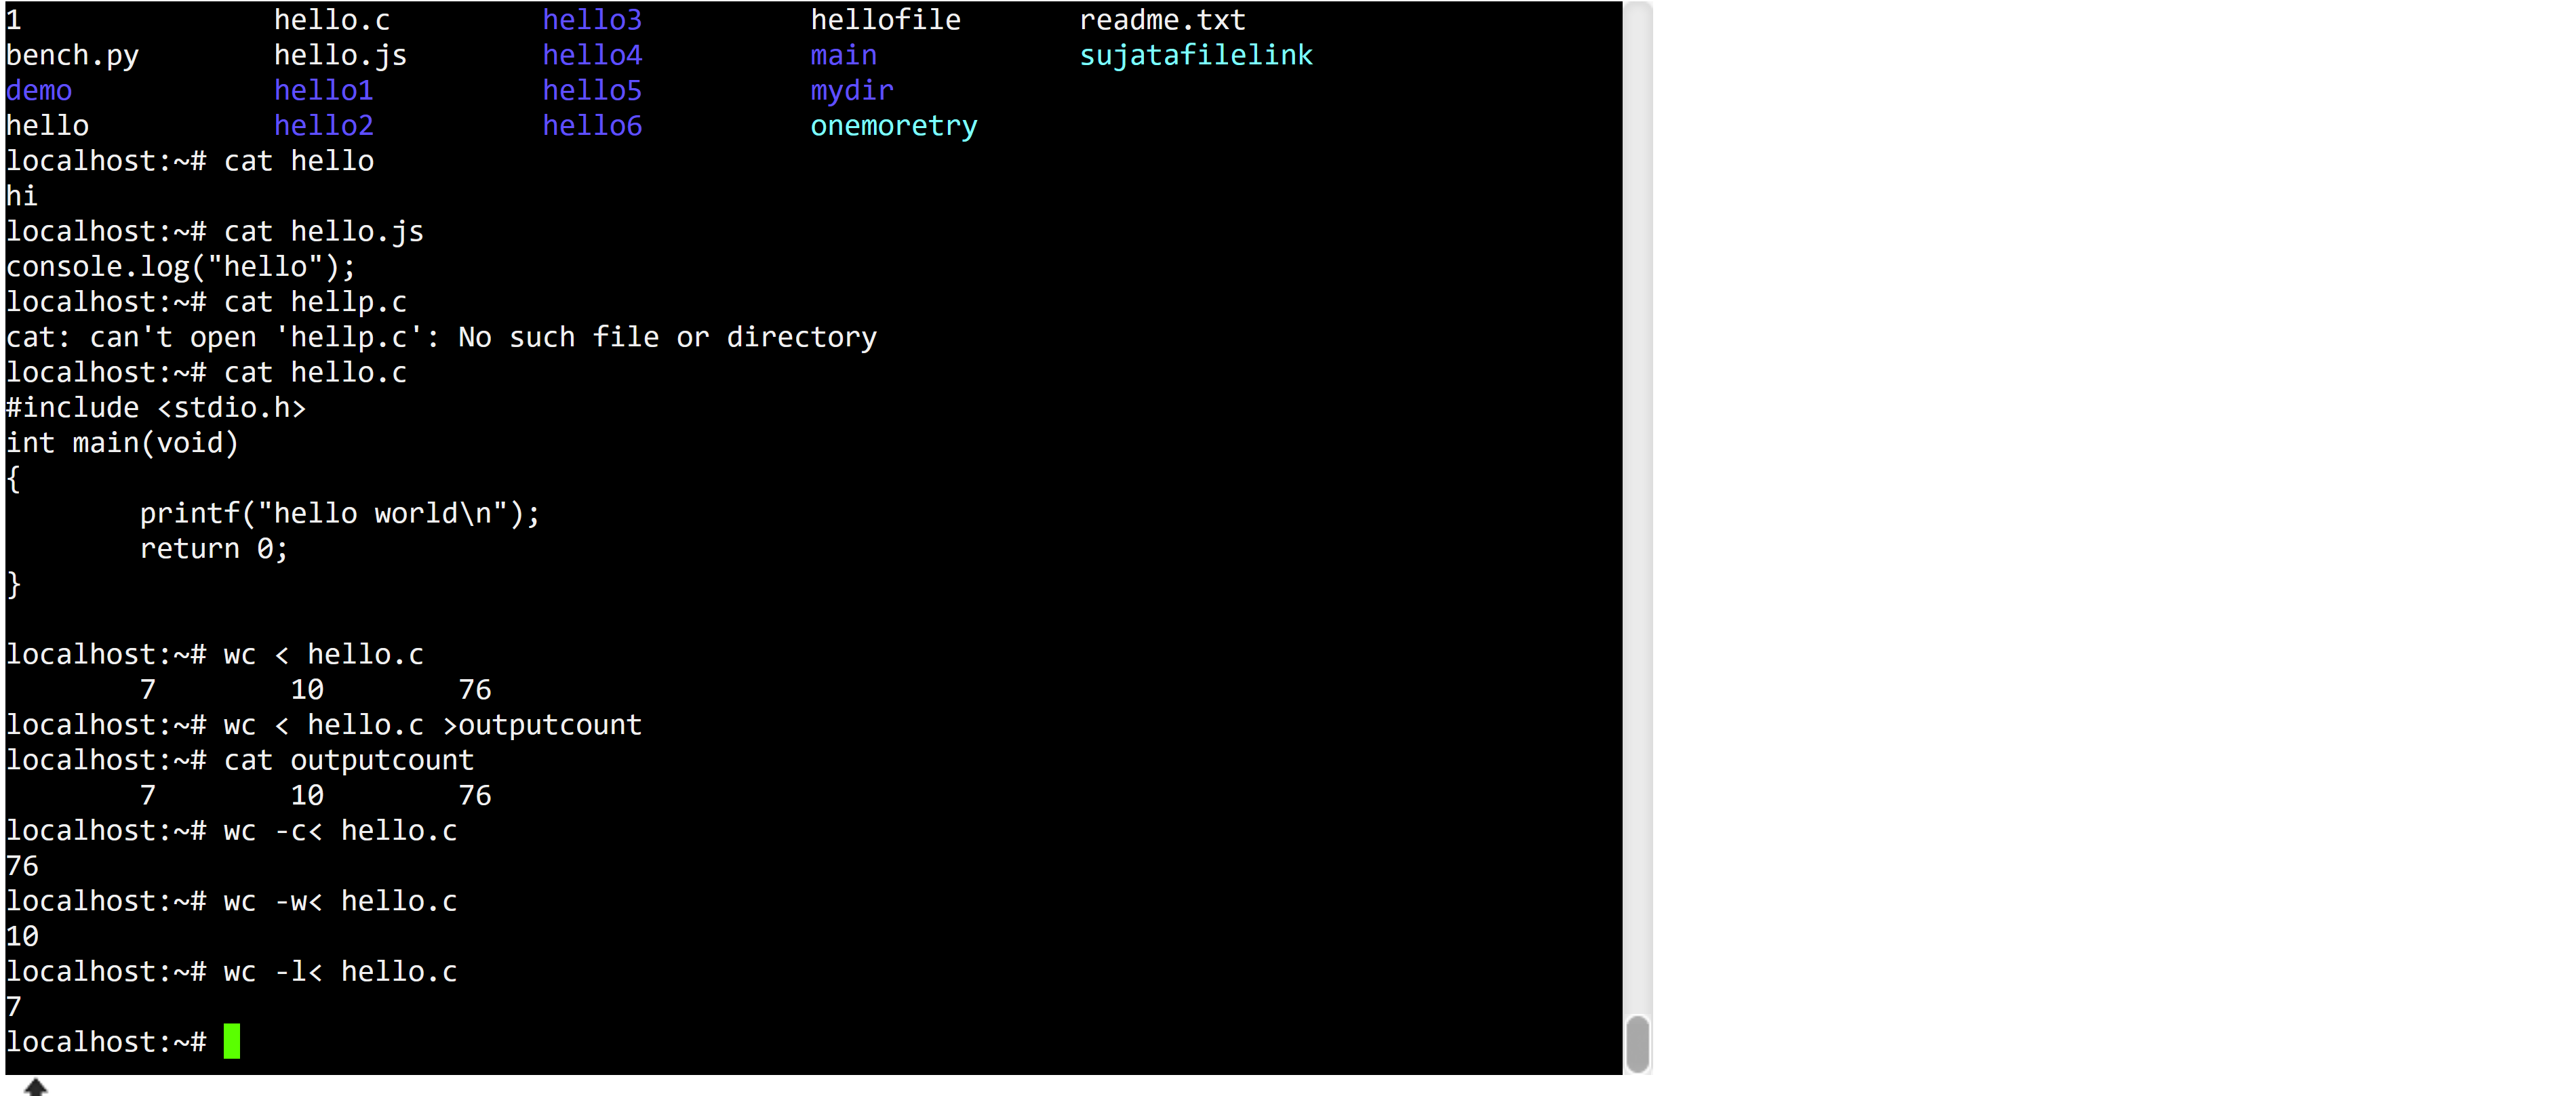 1               hello.c         hello3          hellofile       readme.txt
bench.py        hello.js        hello4          main            sujatafilelink
demo            hello1          hello5          mydir
hello           hello2          hello6          onemoretry
localhost:~# cat hello
hi
localhost:~# cat hello.js
console.log("hello");
localhost:~# cat hellp.c
cat: can't open 'hellp.c': No such file or directory
localhost:~# cat hello.c
#include <stdio.h>
int main(void)
{
        printf("hello world\n");
        return 0;
}

localhost:~# wc < hello.c
        7        10        76
localhost:~# wc < hello.c >outputcount
localhost:~# cat outputcount
        7        10        76
localhost:~# wc -c< hello.c
76
localhost:~# wc -w< hello.c
10
localhost:~# wc -l< hello.c
7
localhost:~#